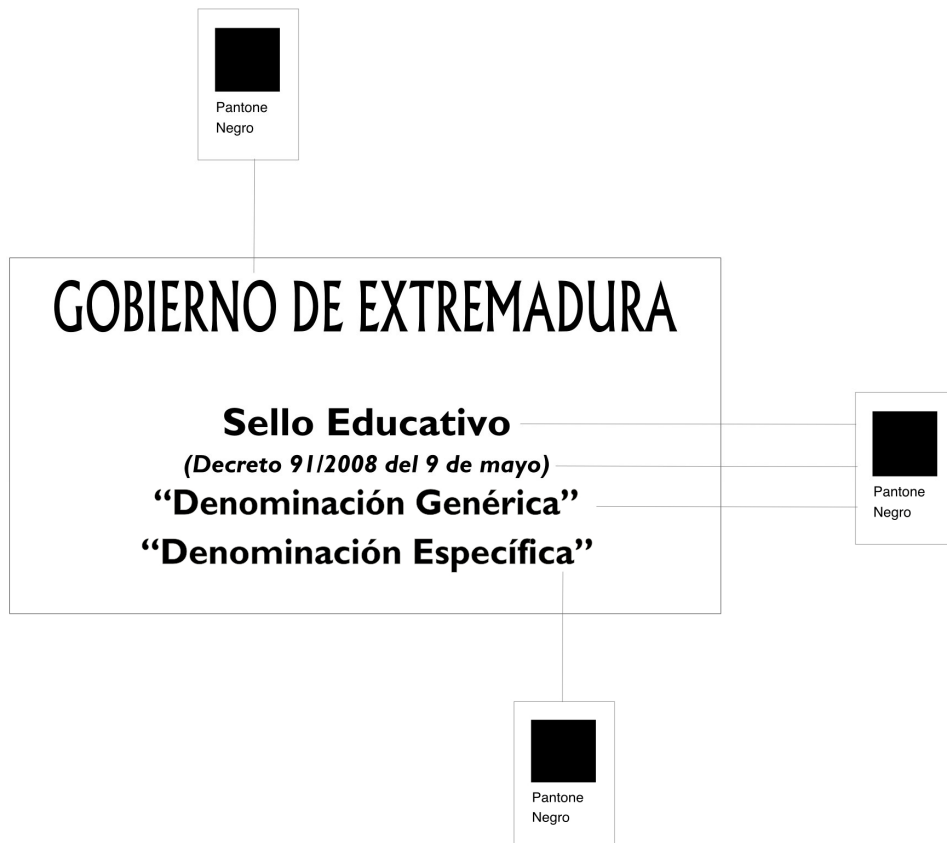 Pantone
Negro
GOBIERNO DE EXTREMADURA
Sello Educativo
(Decreto 91/2008 del 9 de mayo)
“Denominación Genérica”
“Denominación Específica”
Pantone
Negro
Pantone
Negro